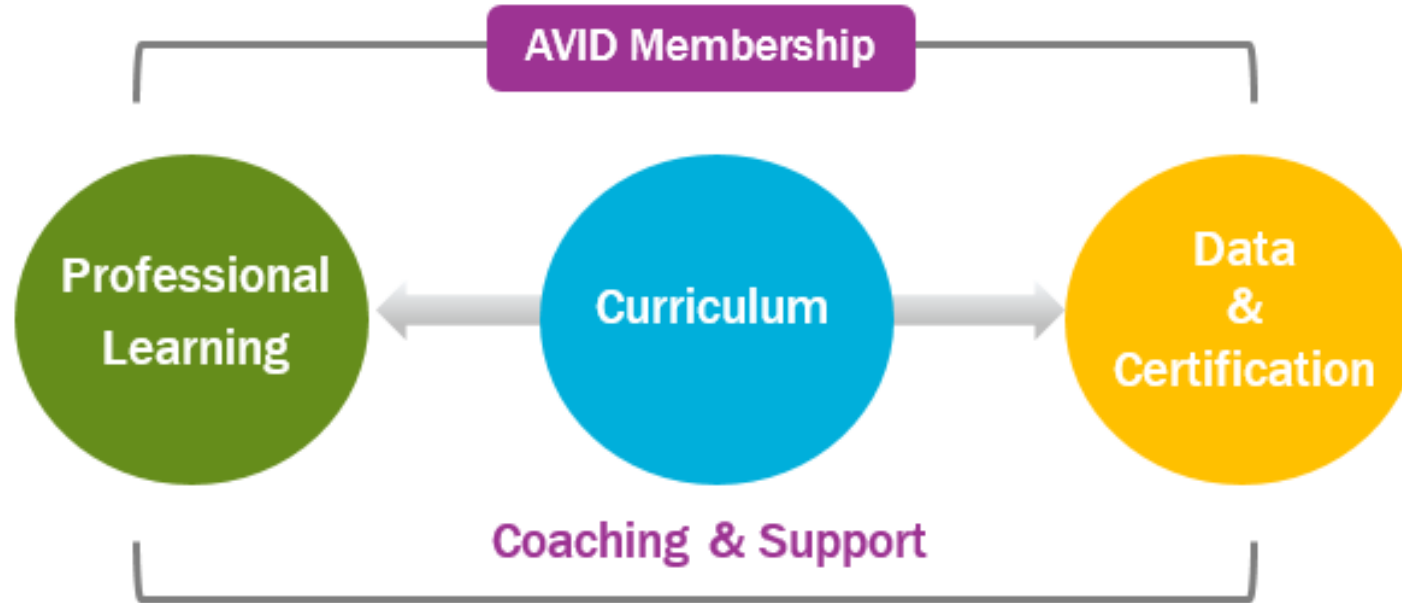 AVID Membership
Professional
Learning
Curriculum
Data
&
Certification
Coaching & Support